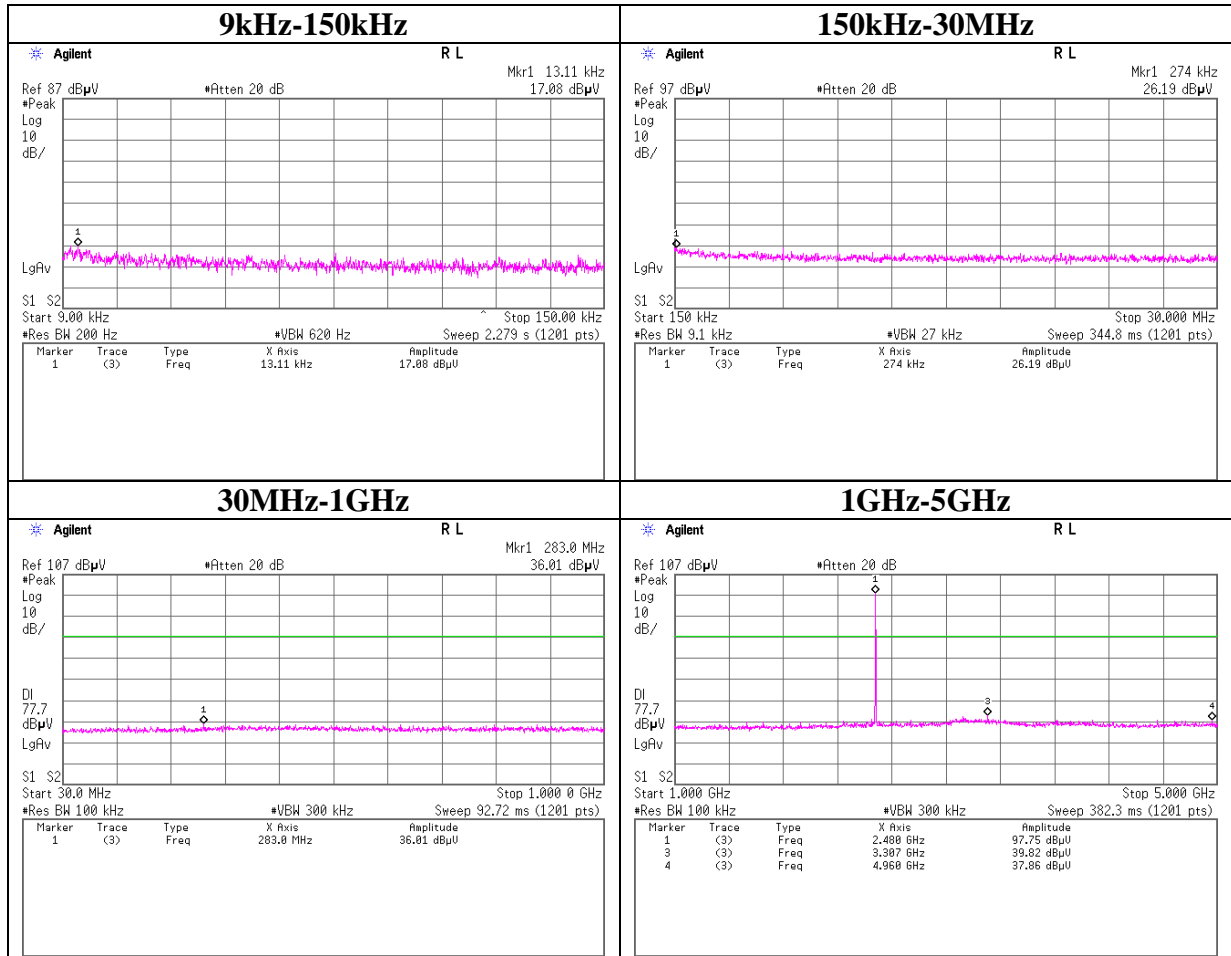 9kHz-150kHz
Agilent R L
Mkr1 13.11 kHz
Ref 87 dBµV #Atten 20 dB 17.08 dBµV
#Peak
Log
10
dB/
1
LgAv
S1 S2
Start 9.00 kHz ^ Stop 150.00 kHz
#Res BW 200 Hz #VBW 620 Hz Sweep 2.279 s (1201 pts)
Marker Trace Type X Axis Amplitude
1 (3) Freq 13.11 kHz 17.08 dBµV
150kHz-30MHz
Agilent R L
Mkr1 274 kHz
Ref 97 dBµV #Atten 20 dB 26.19 dBµV
#Peak
Log
10
dB/
1
LgAv
S1 S2
Start 150 kHz Stop 30.000 MHz
#Res BW 9.1 kHz #VBW 27 kHz Sweep 344.8 ms (1201 pts)
Marker Trace Type X Axis Amplitude
1 (3) Freq 274 kHz 26.19 dBµV
30MHz-1GHz
Agilent R L
Mkr1 283.0 MHz
Ref 107 dBµV #Atten 20 dB 36.01 dBµV
#Peak
Log
10
dB/
DI
77.7
1
dBµV
LgAv
S1 S2
Start 30.0 MHz Stop 1.000 0 GHz
#Res BW 100 kHz #VBW 300 kHz Sweep 92.72 ms (1201 pts)
Marker Trace Type X Axis Amplitude
1 (3) Freq 283.0 MHz 36.01 dBµV
1GHz-5GHz
Agilent R L
Ref 107 dBµV #Atten 20 dB
#Peak
1
Log
10
dB/
DI
77.7
3 4
dBµV
LgAv
S1 S2
Start 1.000 GHz Stop 5.000 GHz
#Res BW 100 kHz #VBW 300 kHz Sweep 382.3 ms (1201 pts)
Marker Trace Type X Axis Amplitude
1 (3) Freq 2.480 GHz 97.75 dBµV
3 (3) Freq 3.307 GHz 39.82 dBµV
4 (3) Freq 4.960 GHz 37.86 dBµV